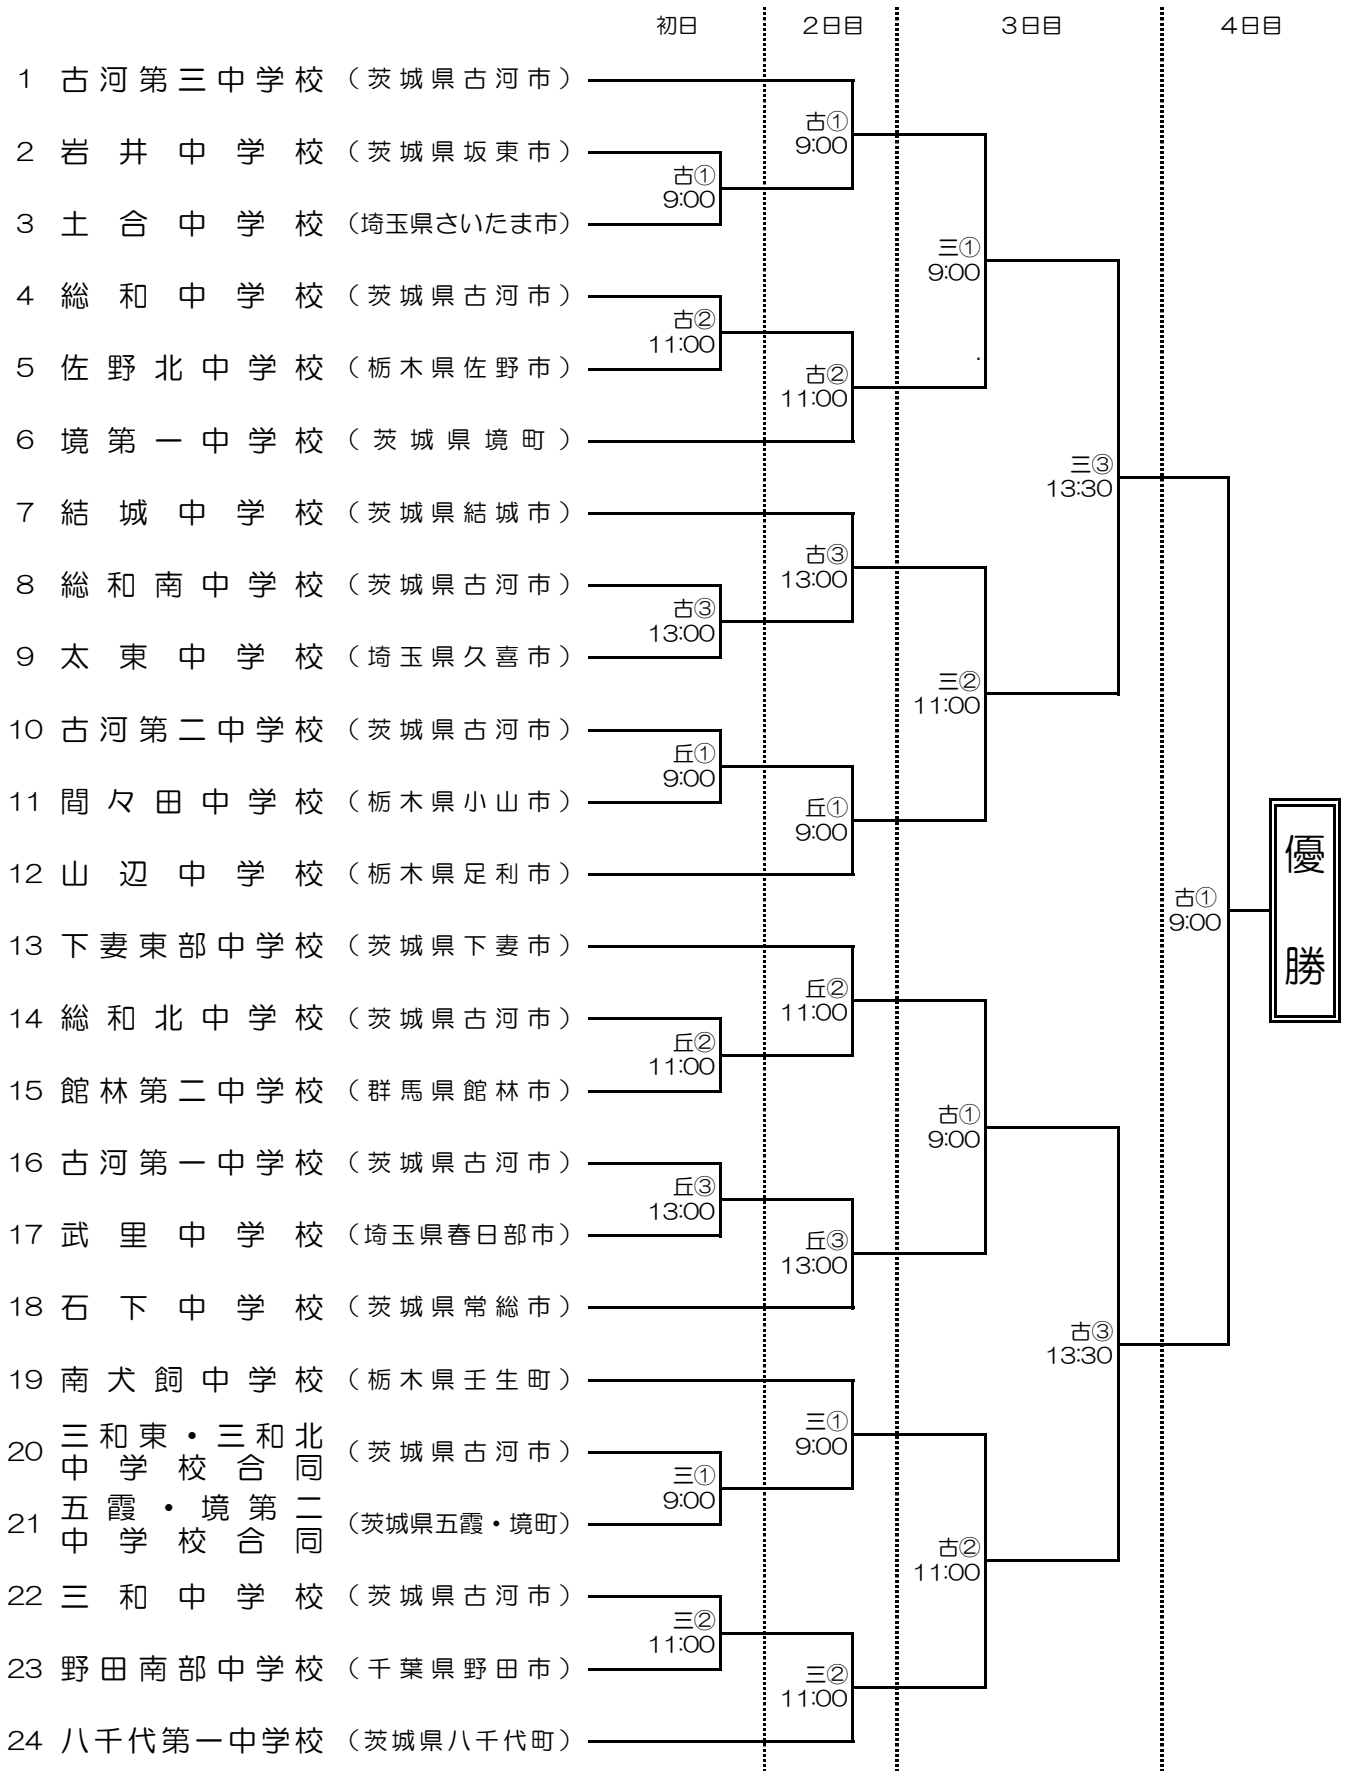 初日 2日目 3日目 4日目
1 古河第三中学校 （茨城県古河市）
古①
9:00
2 岩井中学校 （茨城県坂東市）
古①
9:00
3 土合中学校 （埼玉県さいたま市）
三①
9:00
4 総和中学校 （茨城県古河市）
古②
11:00
5 佐野北中学校 （栃木県佐野市）
古②
11:00
6 境第一中学校 （茨城県境町）
三③
13:30
7 結城中学校 （茨城県結城市）
古③
13:00
8 総和南中学校 （茨城県古河市）
古③
13:00
9 太東中学校 （埼玉県久喜市）
三②
11:00
10 古河第二中学校 （茨城県古河市）
丘①
9:00
11 間々田中学校 （栃木県小山市）
丘①
9:00
12 山辺中学校 （栃木県足利市）
古①
9:00
優勝
13 下妻東部中学校 （茨城県下妻市）
丘②
11:00
14 総和北中学校 （茨城県古河市）
丘②
11:00
15 館林第二中学校 （群馬県館林市）
古①
9:00
16 古河第一中学校 （茨城県古河市）
丘③
13:00
17 武里中学校 （埼玉県春日部市）
丘③
13:00
18 石下中学校 （茨城県常総市）
古③
13:30
19 南犬飼中学校 （栃木県壬生町）
三①
9:00
20 三和東・三和北
中学校合同 （茨城県古河市）
三①
9:00
21 五霞・境第二
中学校合同 （茨城県五霞・境町）
古②
11:00
22 三和中学校 （茨城県古河市）
三②
11:00
23 野田南部中学校 （千葉県野田市）
三②
11:00
24 八千代第一中学校 （茨城県八千代町）